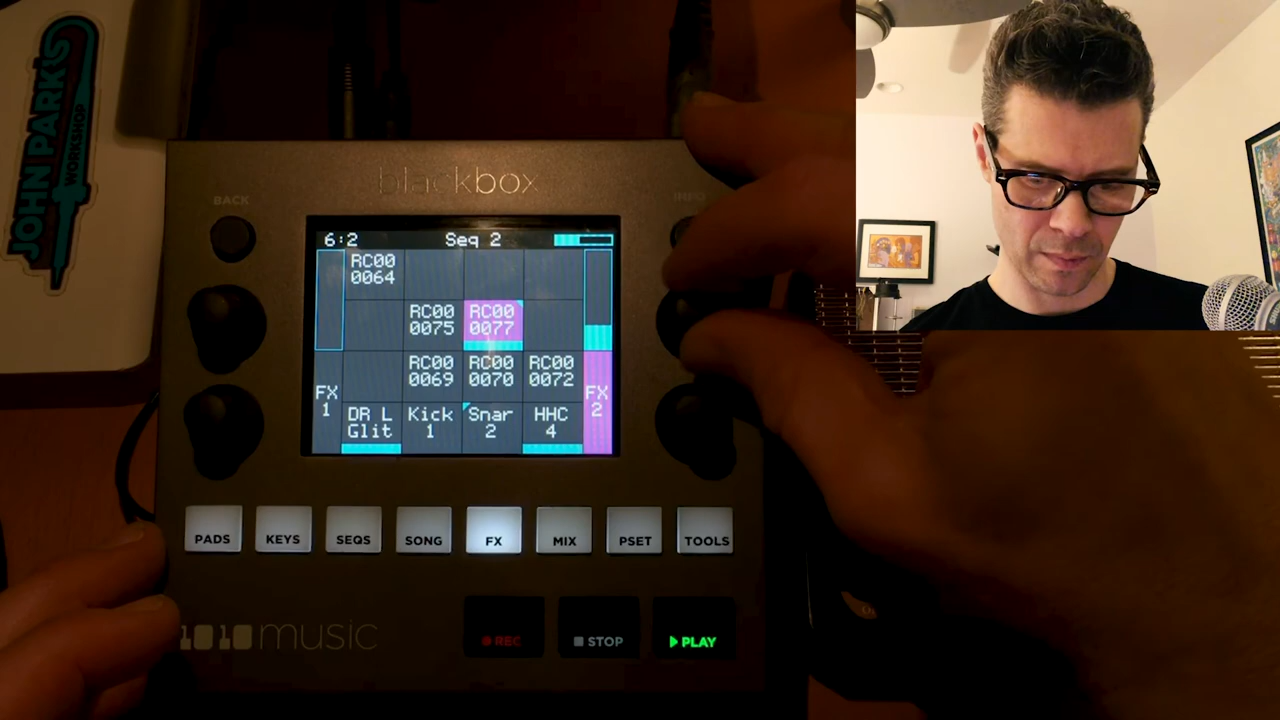 JOHN PARK'S
WORKSHOP
blackbox
BACK
INFO
6:2 Seq 2
RC00
0064
RC00
0075
RC00
0077
RC00
0069
RC00
0070
RC00
0072
FX
1
DR L
Glit
Kick
1
Snar
2
HHC
4
FX
2
PADS
KEYS
SEQS
SONG
FX
MIX
PSET
TOOLS
1010music
REC
STOP
PLAY